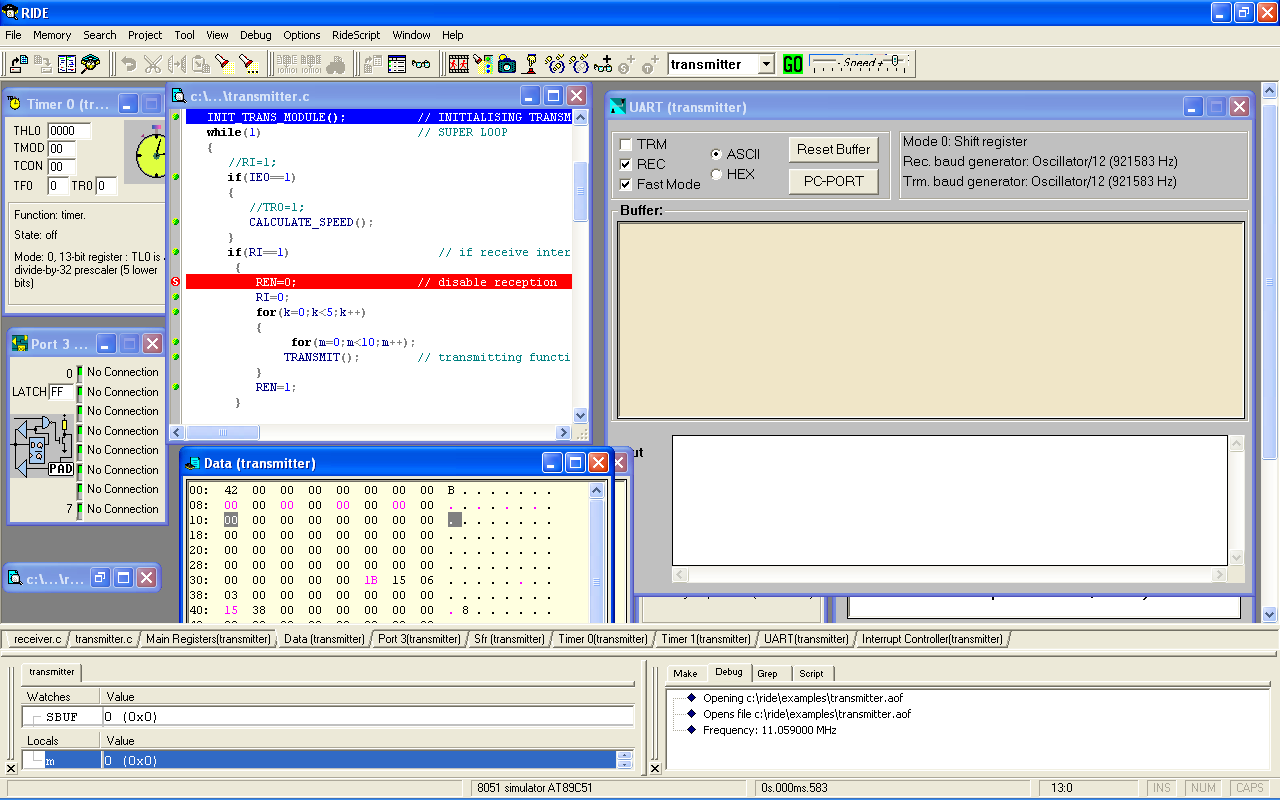 RIDE
File Memory Search Project Tool View Debug Options RideScript Window Help
transmitter GO Speed +
Timer 0 (tr...
THL0 0000
TMOD 00
TCON 00
TF0 0 TR0 0
Function: timer.
State: off
Mode: 0, 13-bit register : TL0 is a
divide-by-32 prescaler (5 lower
bits)
Port 3 ...
0 No Connection
LATCH FF No Connection
No Connection
No Connection
No Connection
PAD No Connection
No Connection
7 No Connection
c:\...\r...
c:\...\transmitter.c
INIT_TRANS_MODULE(); // INITIALISING TRANSM
while(1) // SUPER LOOP
{
//RI=1;
if(IE0==1)
{
//TR0=1;
CALCULATE_SPEED();
}
if(RI==1) // if receive inter
{
S REN=0; // disable reception
RI=0;
for(k=0;k<5;k++)
{
for(m=0;m<10;m++);
TRANSMIT(); // transmitting functi
}
REN=1;
}
UART (transmitter)
TRM
REC
Fast Mode
ASCII
HEX
Reset Buffer
PC-PORT
Mode 0: Shift register
Rec. baud generator: Oscillator/12 (921583 Hz)
Trm. baud generator: Oscillator/12 (921583 Hz)
Buffer:
ut
Data (transmitter)
00: 42 00 00 00 00 00 00 00 B.......
08: 00 00 00 00 00 00 00 00 ........
10: 00 00 00 00 00 00 00 00 ........
18: 00 00 00 00 00 00 00 00 ........
20: 00 00 00 00 00 00 00 00 ........
28: 00 00 00 00 00 00 00 00 ........
30: 00 00 00 00 00 1B 15 06 ........
38: 03 00 00 00 00 00 00 00 ........
40: 15 38 00 00 00 00 00 00 .8......
receiver.c transmitter.c Main Registers(transmitter) Data (transmitter) Port 3(transmitter) Sfr (transmitter) Timer 0(transmitter) Timer 1(transmitter) UART(transmitter) Interrupt Controller(transmitter)
transmitter
Watches Value
SBUF 0 (0x0)
Locals Value
m 0 (0x0)
Make Debug Grep Script
Opening c:\ride\examples\transmitter.aof
Opens file c:\ride\examples\transmitter.aof
Frequency: 11.059000 MHz
8051 simulator AT89C51 0s.000ms.583 13:0 INS NUM CAPS